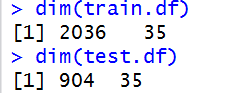 > dim(train.df)
[1] 2036   35
> dim(test.df)
[1] 904  35